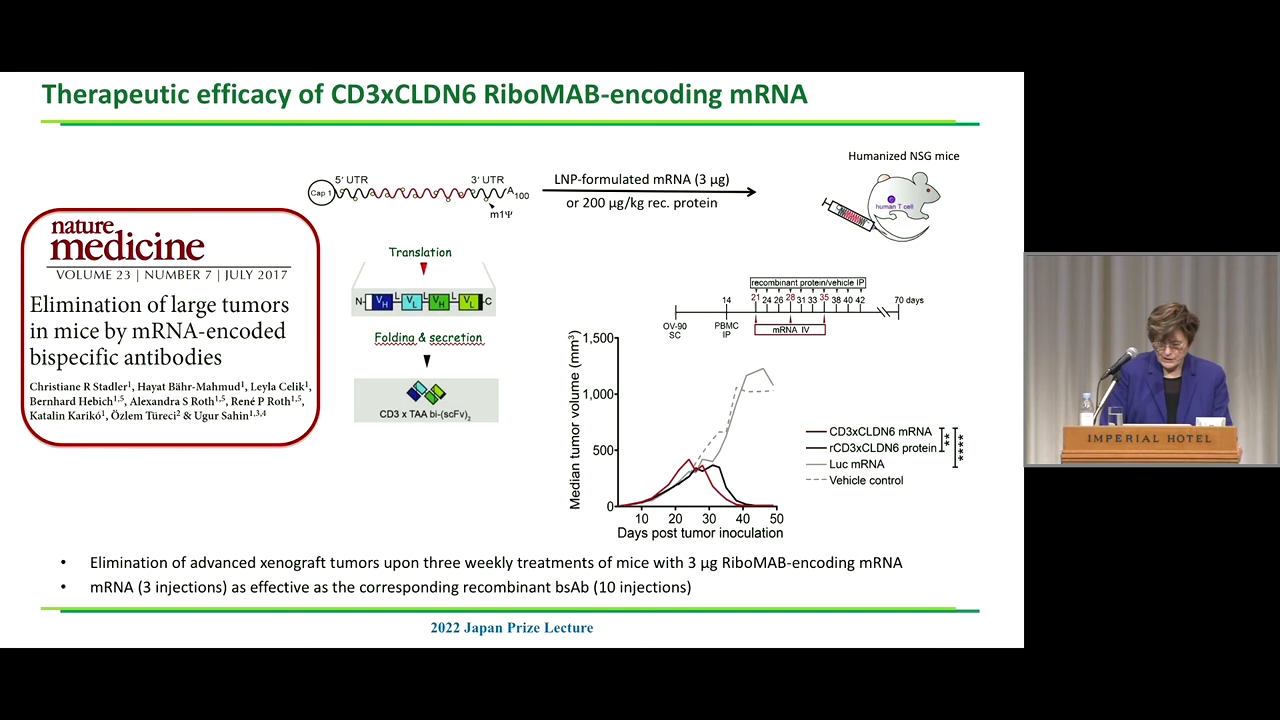 Therapeutic efficacy of CD3xCLDN6 RiboMAB-encoding mRNA
Humanized NSG mice
Cap 1
5′ UTR
3′ UTR
A100
m1Ψ
LNP-formulated mRNA (3 µg)
or 200 µg/kg rec. protein
human T cell
nature
medicine
VOLUME 23 | NUMBER 7 | JULY 2017
Elimination of large tumors
in mice by mRNA-encoded
bispecific antibodies
Christiane R Stadler1, Hayat Bähr-Mahmud1, Leyla Celik1,
Bernhard Hebich1,5, Alexandra S Roth1,5, René P Roth1,5,
Katalin Karikó1, Özlem Türeci2 & Ugur Sahin1,3,4
Translation
N- VH L VL L VH L VL -C
Folding & secretion
CD3 x TAA bi-(scFv)2
recombinant protein/vehicle IP
14 21 24 26 28 31 33 35 38 40 42 70 days
OV-90
SC
PBMC
IP
mRNA IV
Median tumor volume (mm3)
1,500
1,000
500
0
10 20 30 40 50
Days post tumor inoculation
CD3xCLDN6 mRNA
rCD3xCLDN6 protein
Luc mRNA
Vehicle control
**
****
• Elimination of advanced xenograft tumors upon three weekly treatments of mice with 3 µg RiboMAB-encoding mRNA
• mRNA (3 injections) as effective as the corresponding recombinant bsAb (10 injections)
2022 Japan Prize Lecture
IMPERIAL HOTEL